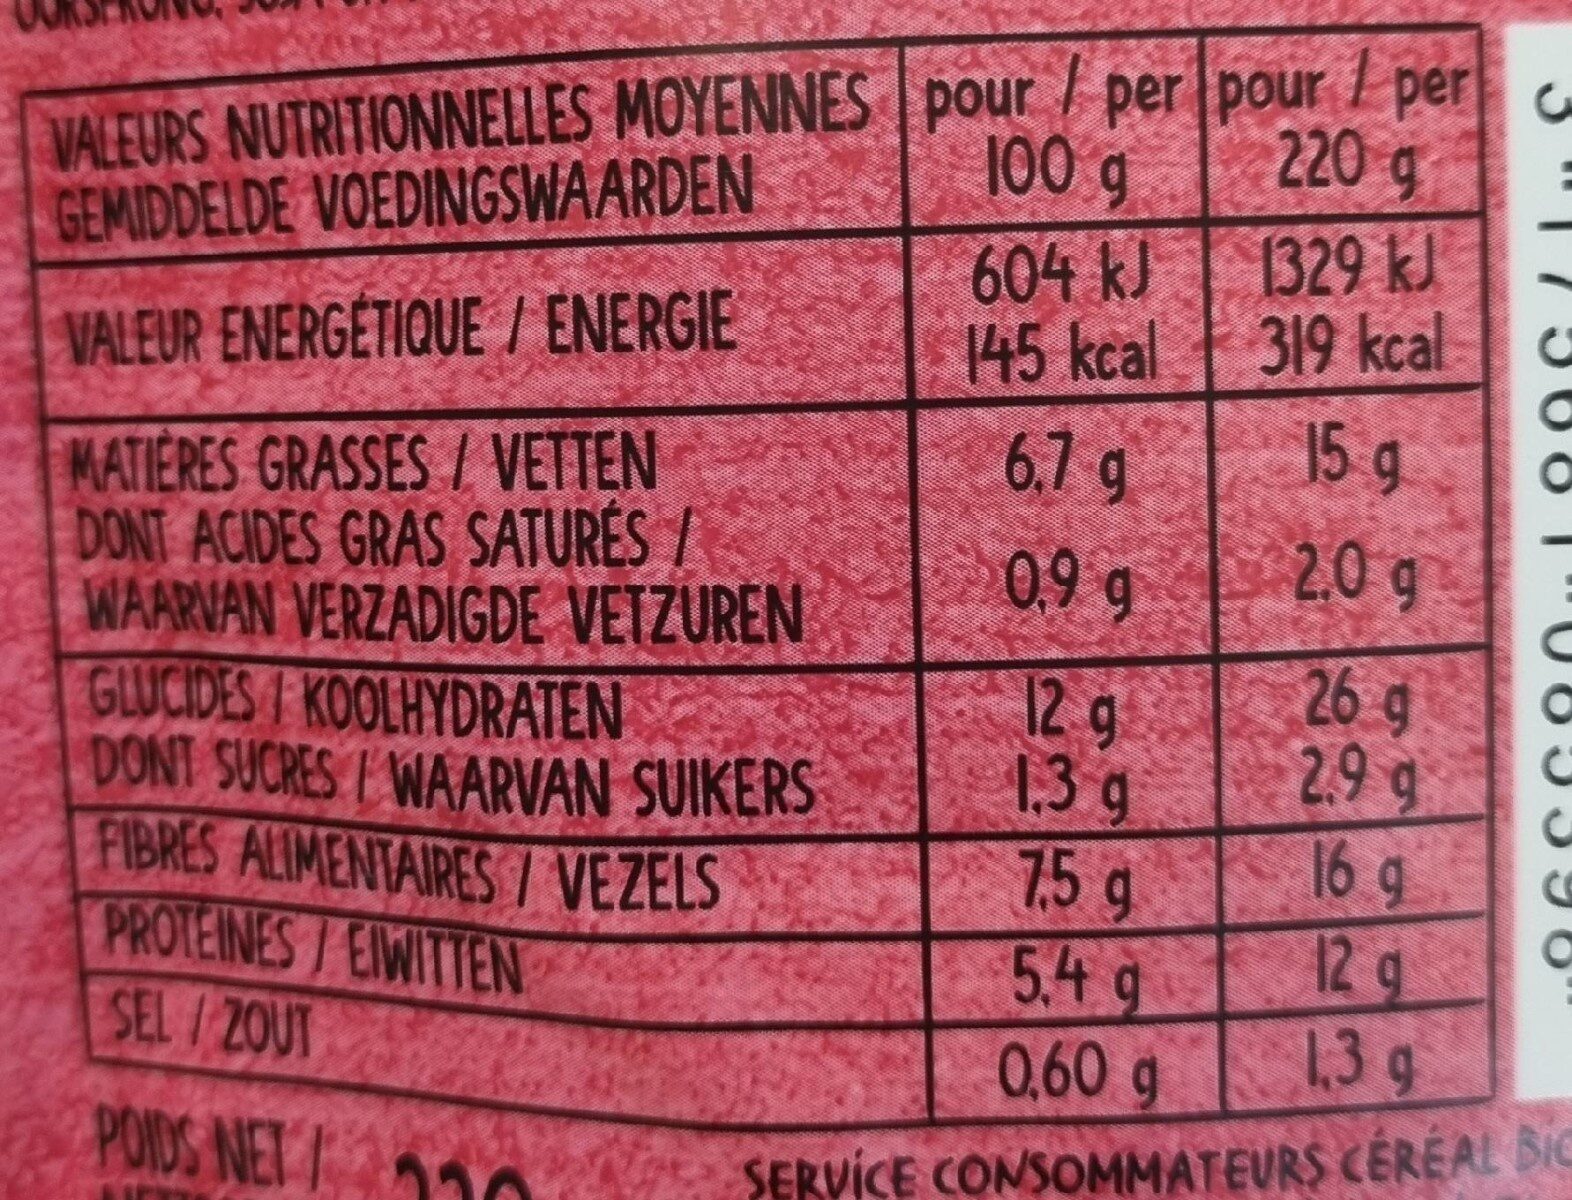 VALEURS NUTRITIONNELLES MOYENNES pour / per pour / per
GEMIDDELDE VOEDINGSWAARDEN 100 g 220 g
604 kJ 1329 kJ
VALEUR ENERGÉTIQUE / ENERGIE 145 kcal 319 kcal
MATIÈRES GRASSES / VETTEN 6,7 g 15 g
DONT ACIDES GRAS SATURÉS /
WAARVAN VERZADIGDE VETZUREN 0,9 g 2,0 g
GLUCIDES / KOOLHYDRATEN 12 g 26 g
DONT SUCRES / WAARVAN SUIKERS 1,3 g 2,9 g
FIBRES ALIMENTAIRES / VEZELS 7,5 g 16 g
PROTÉINES / EIWITTEN 5,4 g 12 g
SEL / ZOUT 0,60 g 1,3 g
POIDS NET /
SERVICE CONSOMMATEURS CÉRÉAL BIO